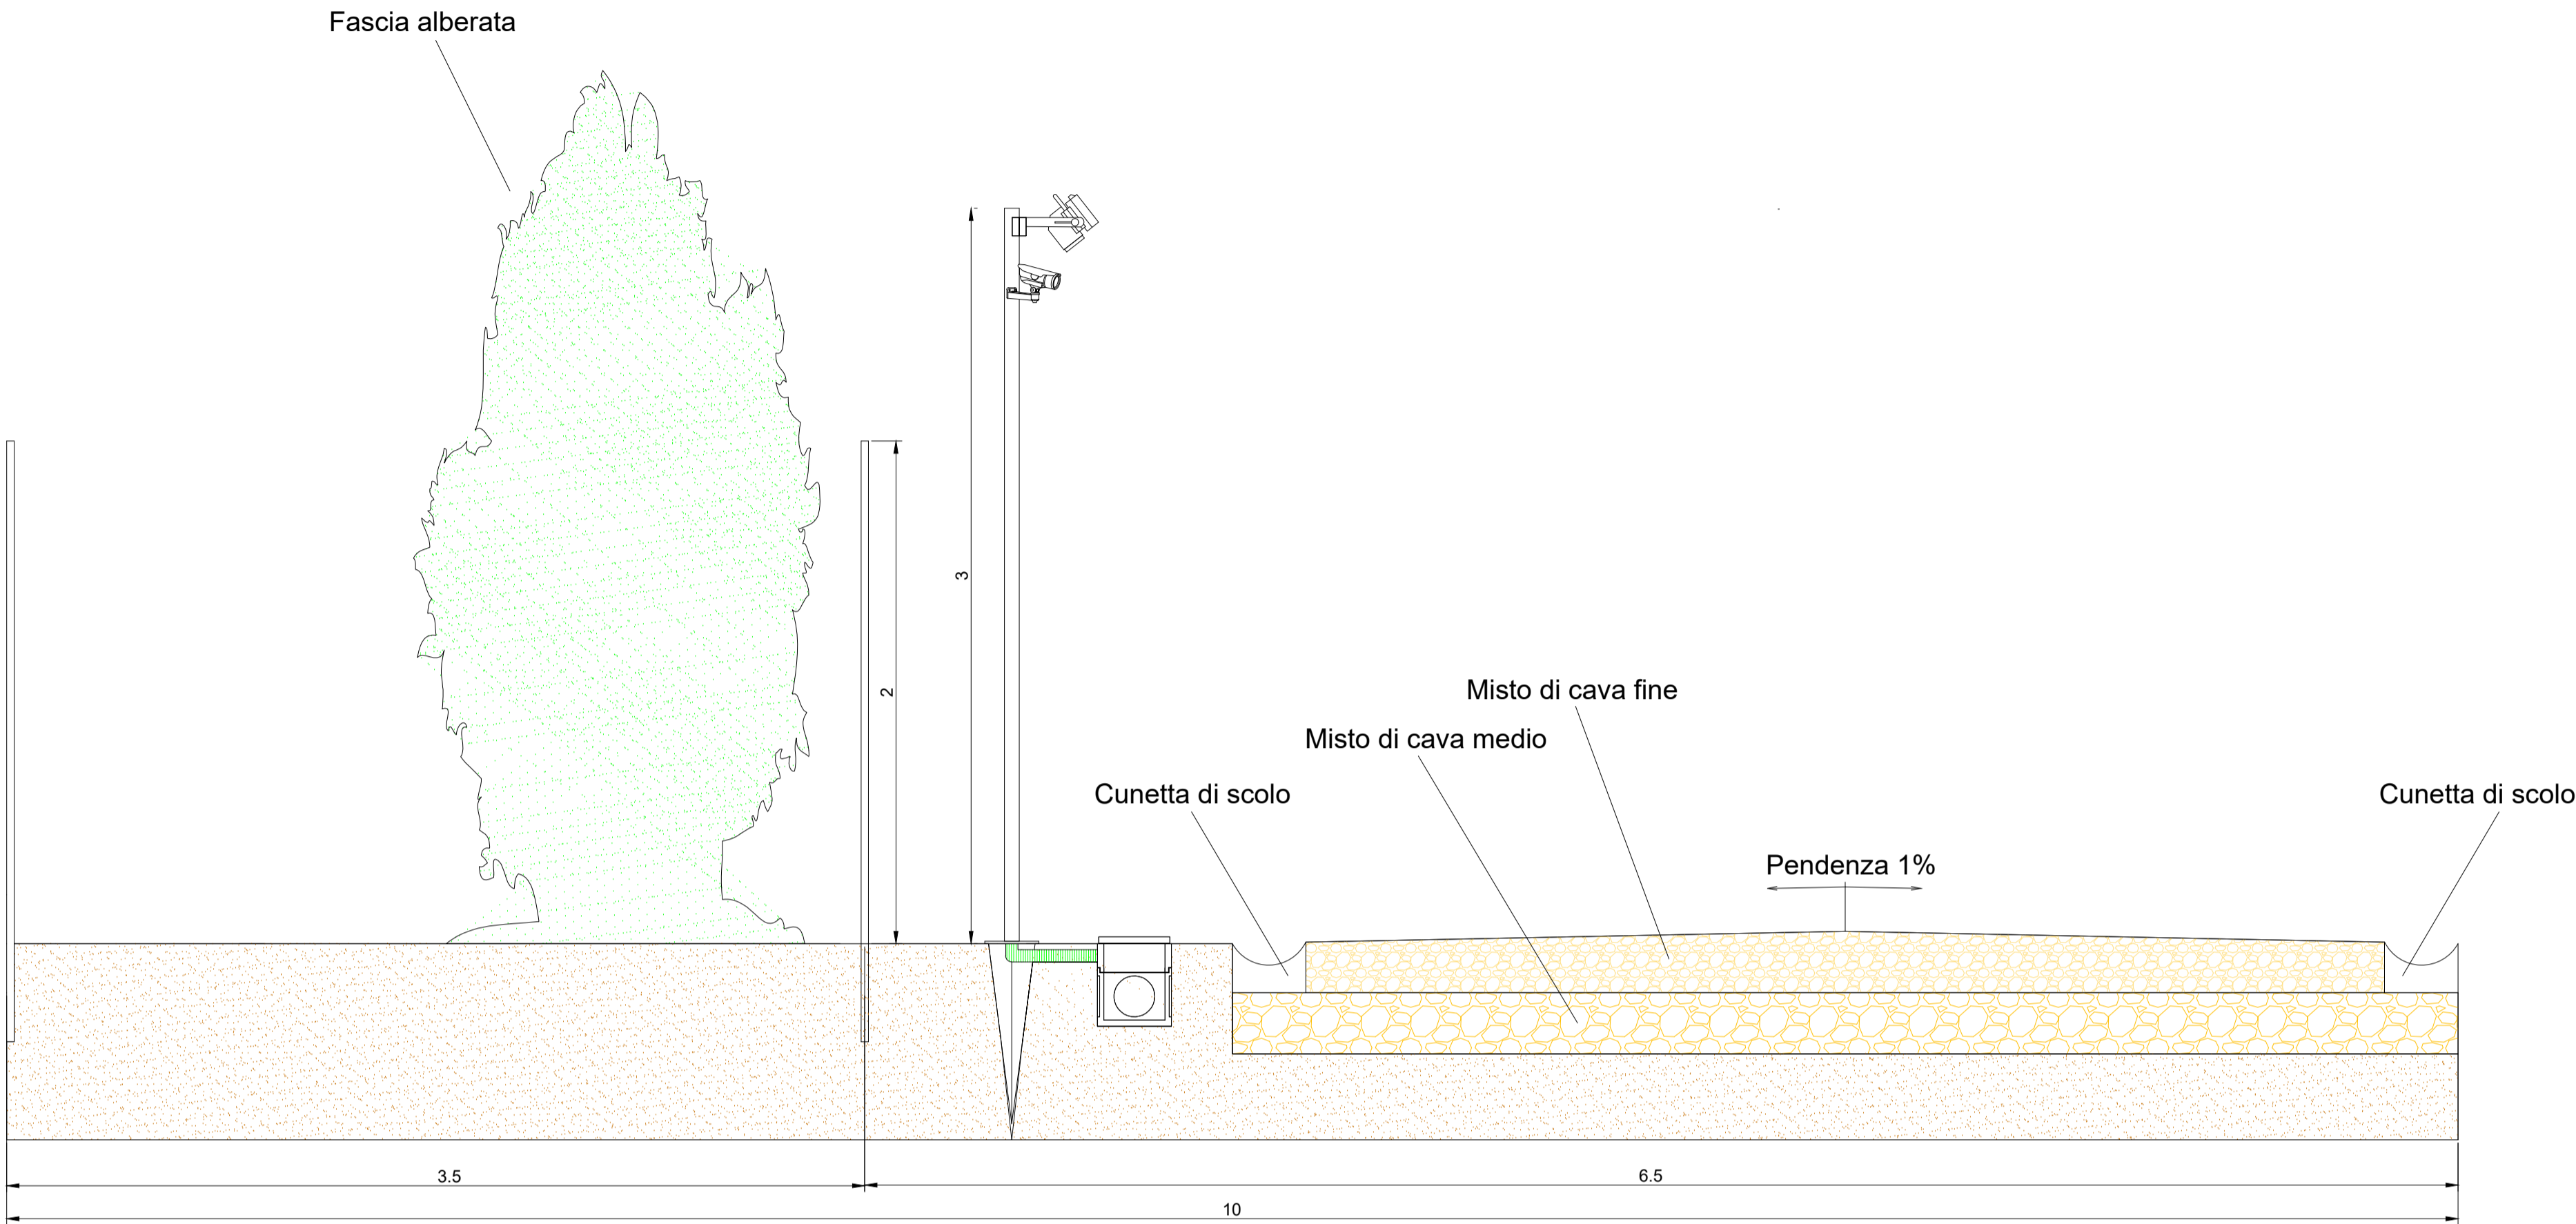 Fascia alberata
3
2
Misto di cava fine
Misto di cava medio
Cunetta di scolo
Cunetta di scolo
Pendenza 1%
3.5
6.5
10